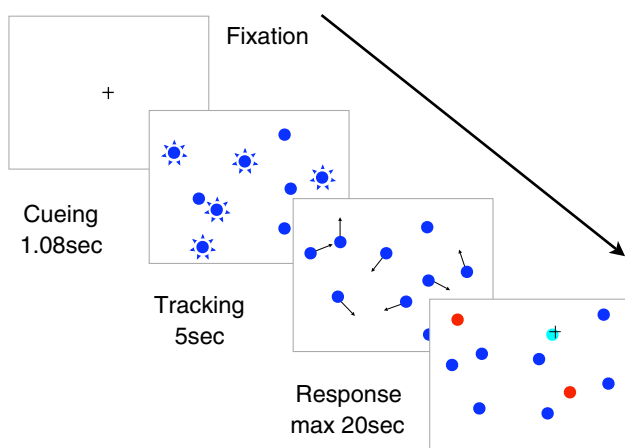 Fixation
Cueing
1.08sec
Tracking
5sec
Response
max 20sec